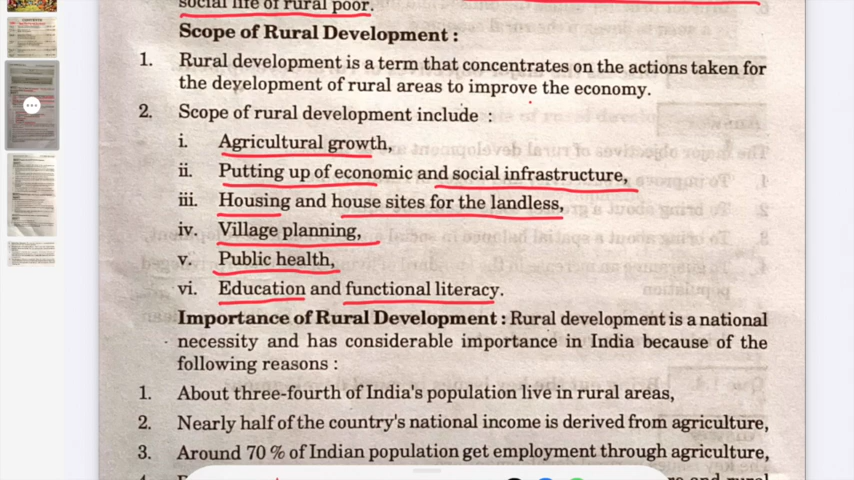 social life of rural poor.
Scope of Rural Development :
1. Rural development is a term that concentrates on the actions taken for
the development of rural areas to improve the economy.
2. Scope of rural development include :
i. Agricultural growth,
ii. Putting up of economic and social infrastructure,
iii. Housing and house sites for the landless,
iv. Village planning,
v. Public health,
vi. Education and functional literacy.
Importance of Rural Development : Rural development is a national
necessity and has considerable importance in India because of the
following reasons :
1. About three-fourth of India's population live in rural areas,
2. Nearly half of the country's national income is derived from agriculture,
3. Around 70 % of Indian population get employment through agriculture,